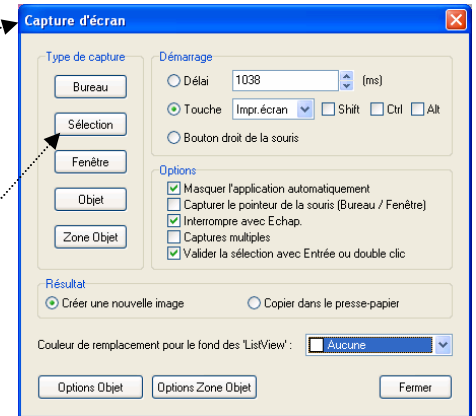 Capture d'écran
Type de capture
Bureau
Sélection
Fenêtre
Objet
Zone Objet
Démarrage
Délai 1038 (ms)
Touche Impr.écran Shift Ctrl Alt
Bouton droit de la souris
Options
Masquer l'application automatiquement
Capturer le pointeur de la souris (Bureau / Fenêtre)
Interrompre avec Echap.
Captures multiples
Valider la sélection avec Entrée ou double clic
Résultat
Créer une nouvelle image Copier dans le presse-papier
Couleur de remplacement pour le fond des 'ListView' : Aucune
Options Objet Options Zone Objet Fermer